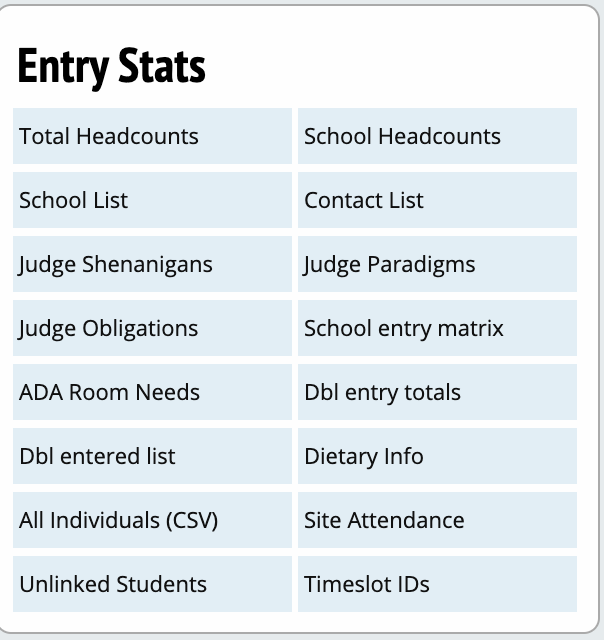 Entry Stats
Total Headcounts
School Headcounts
School List
Contact List
Judge Shenanigans
Judge Paradigms
Judge Obligations
School entry matrix
ADA Room Needs
Dbl entry totals
Dbl entered list
Dietary Info
All Individuals (CSV)
Site Attendance
Unlinked Students
Timeslot IDs